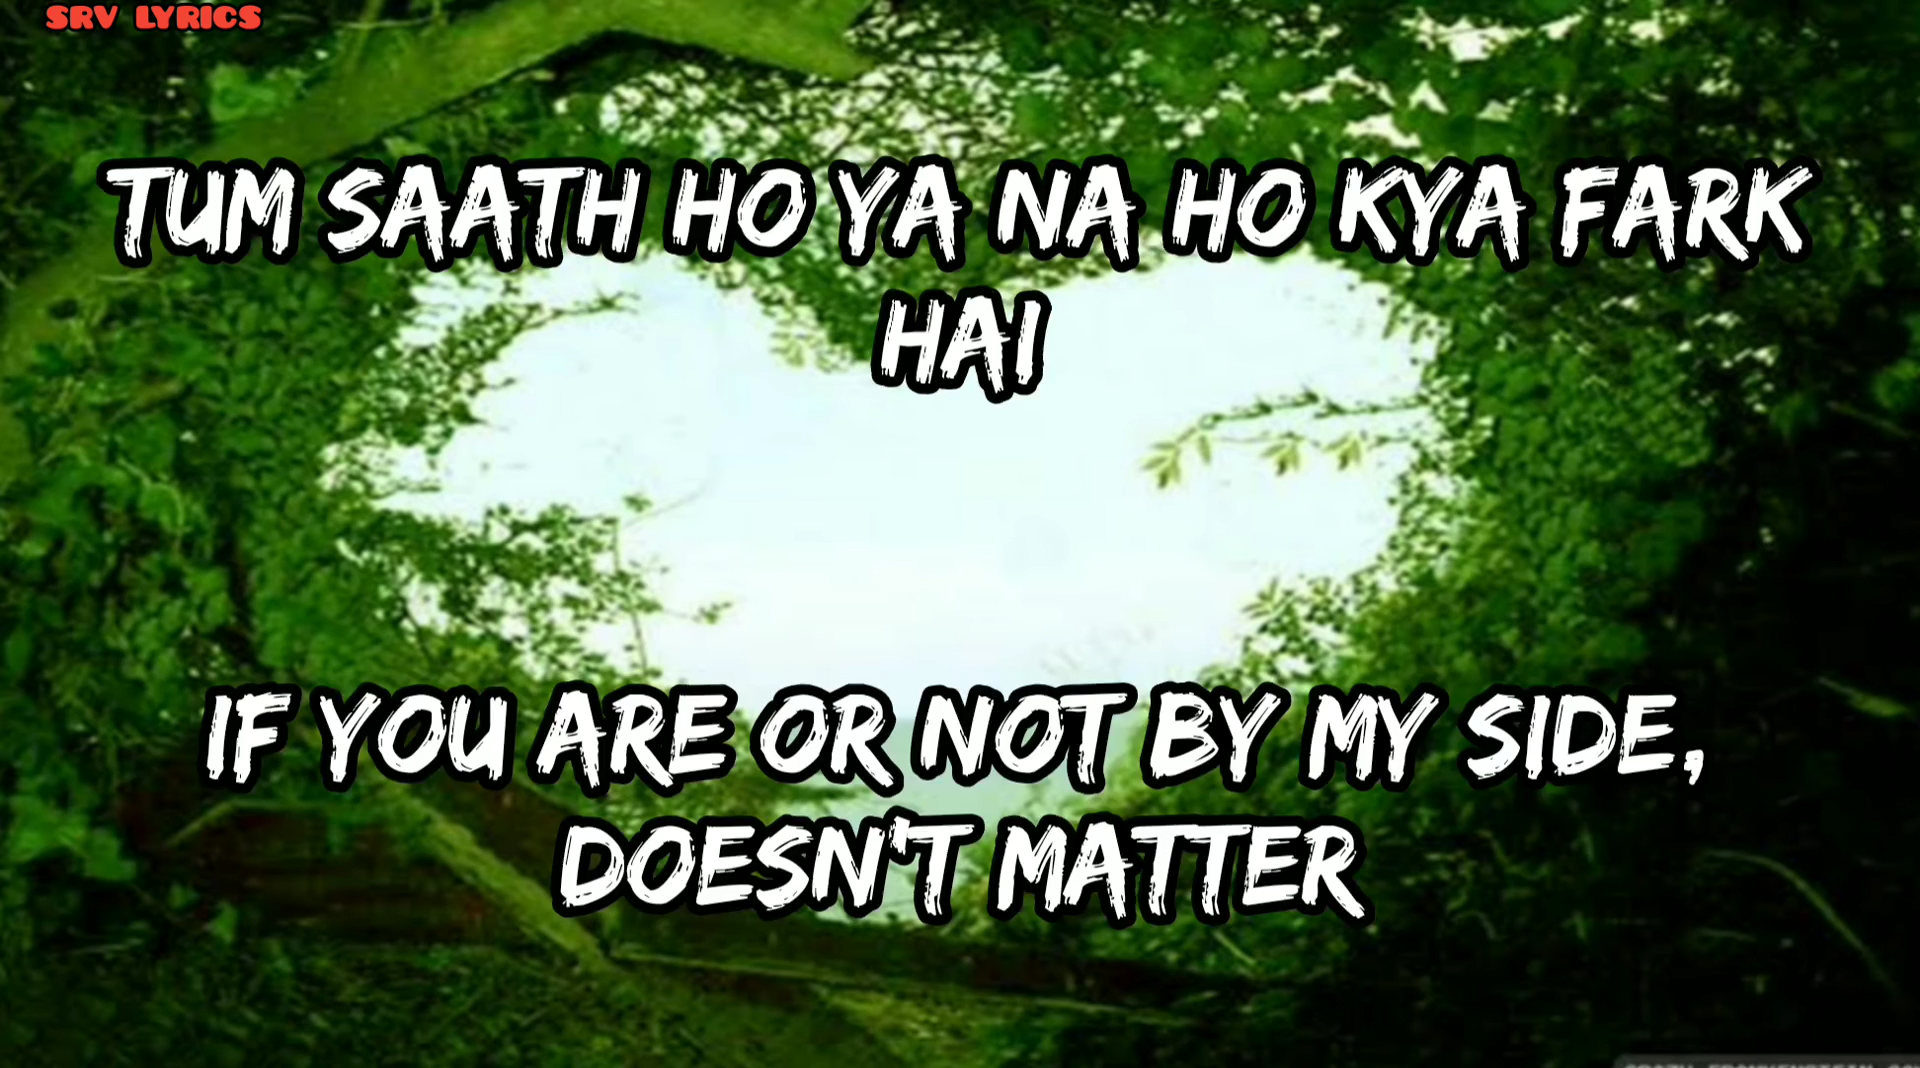 SRV LYRICS
TUM SAATH HO YA NA HO KYA FARK
HAI
IF YOU ARE OR NOT BY MY SIDE,
DOESN'T MATTER